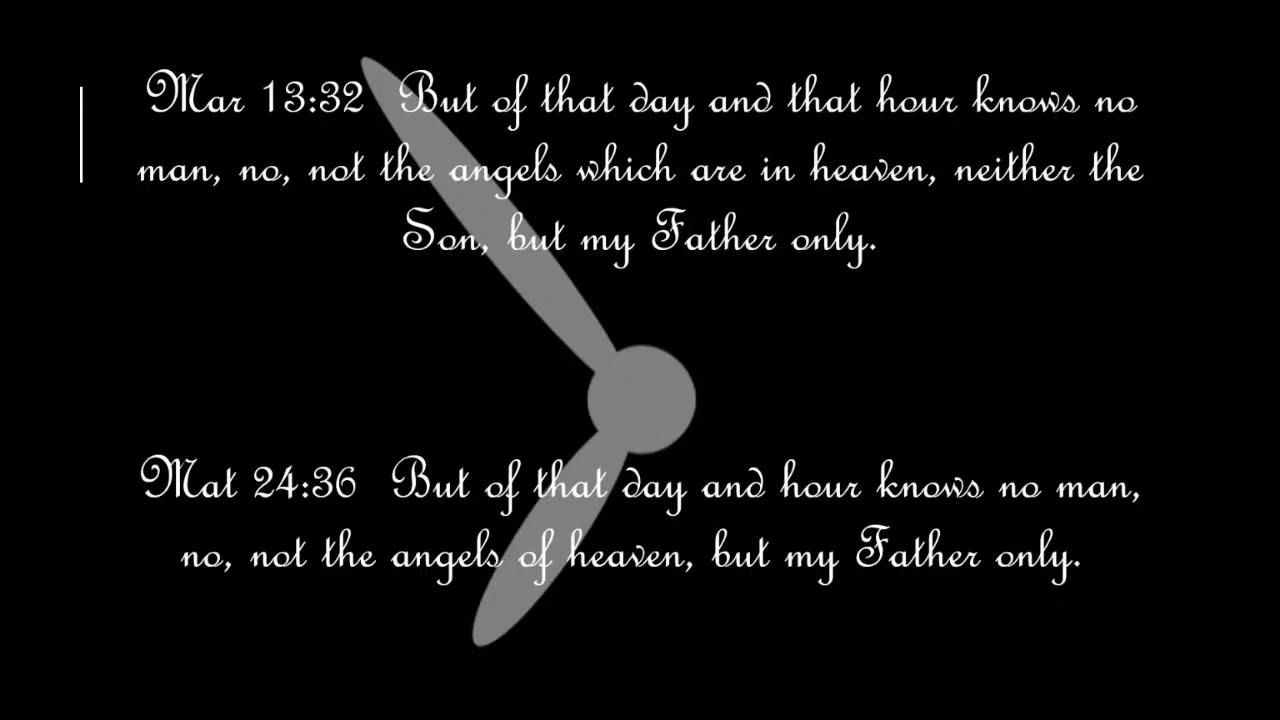 Mar 13:32 But of that day and that hour knows no
man, no, not the angels which are in heaven, neither the
Son, but my Father only.
Mat 24:36 But of that day and hour knows no man,
no, not the angels of heaven, but my Father only.